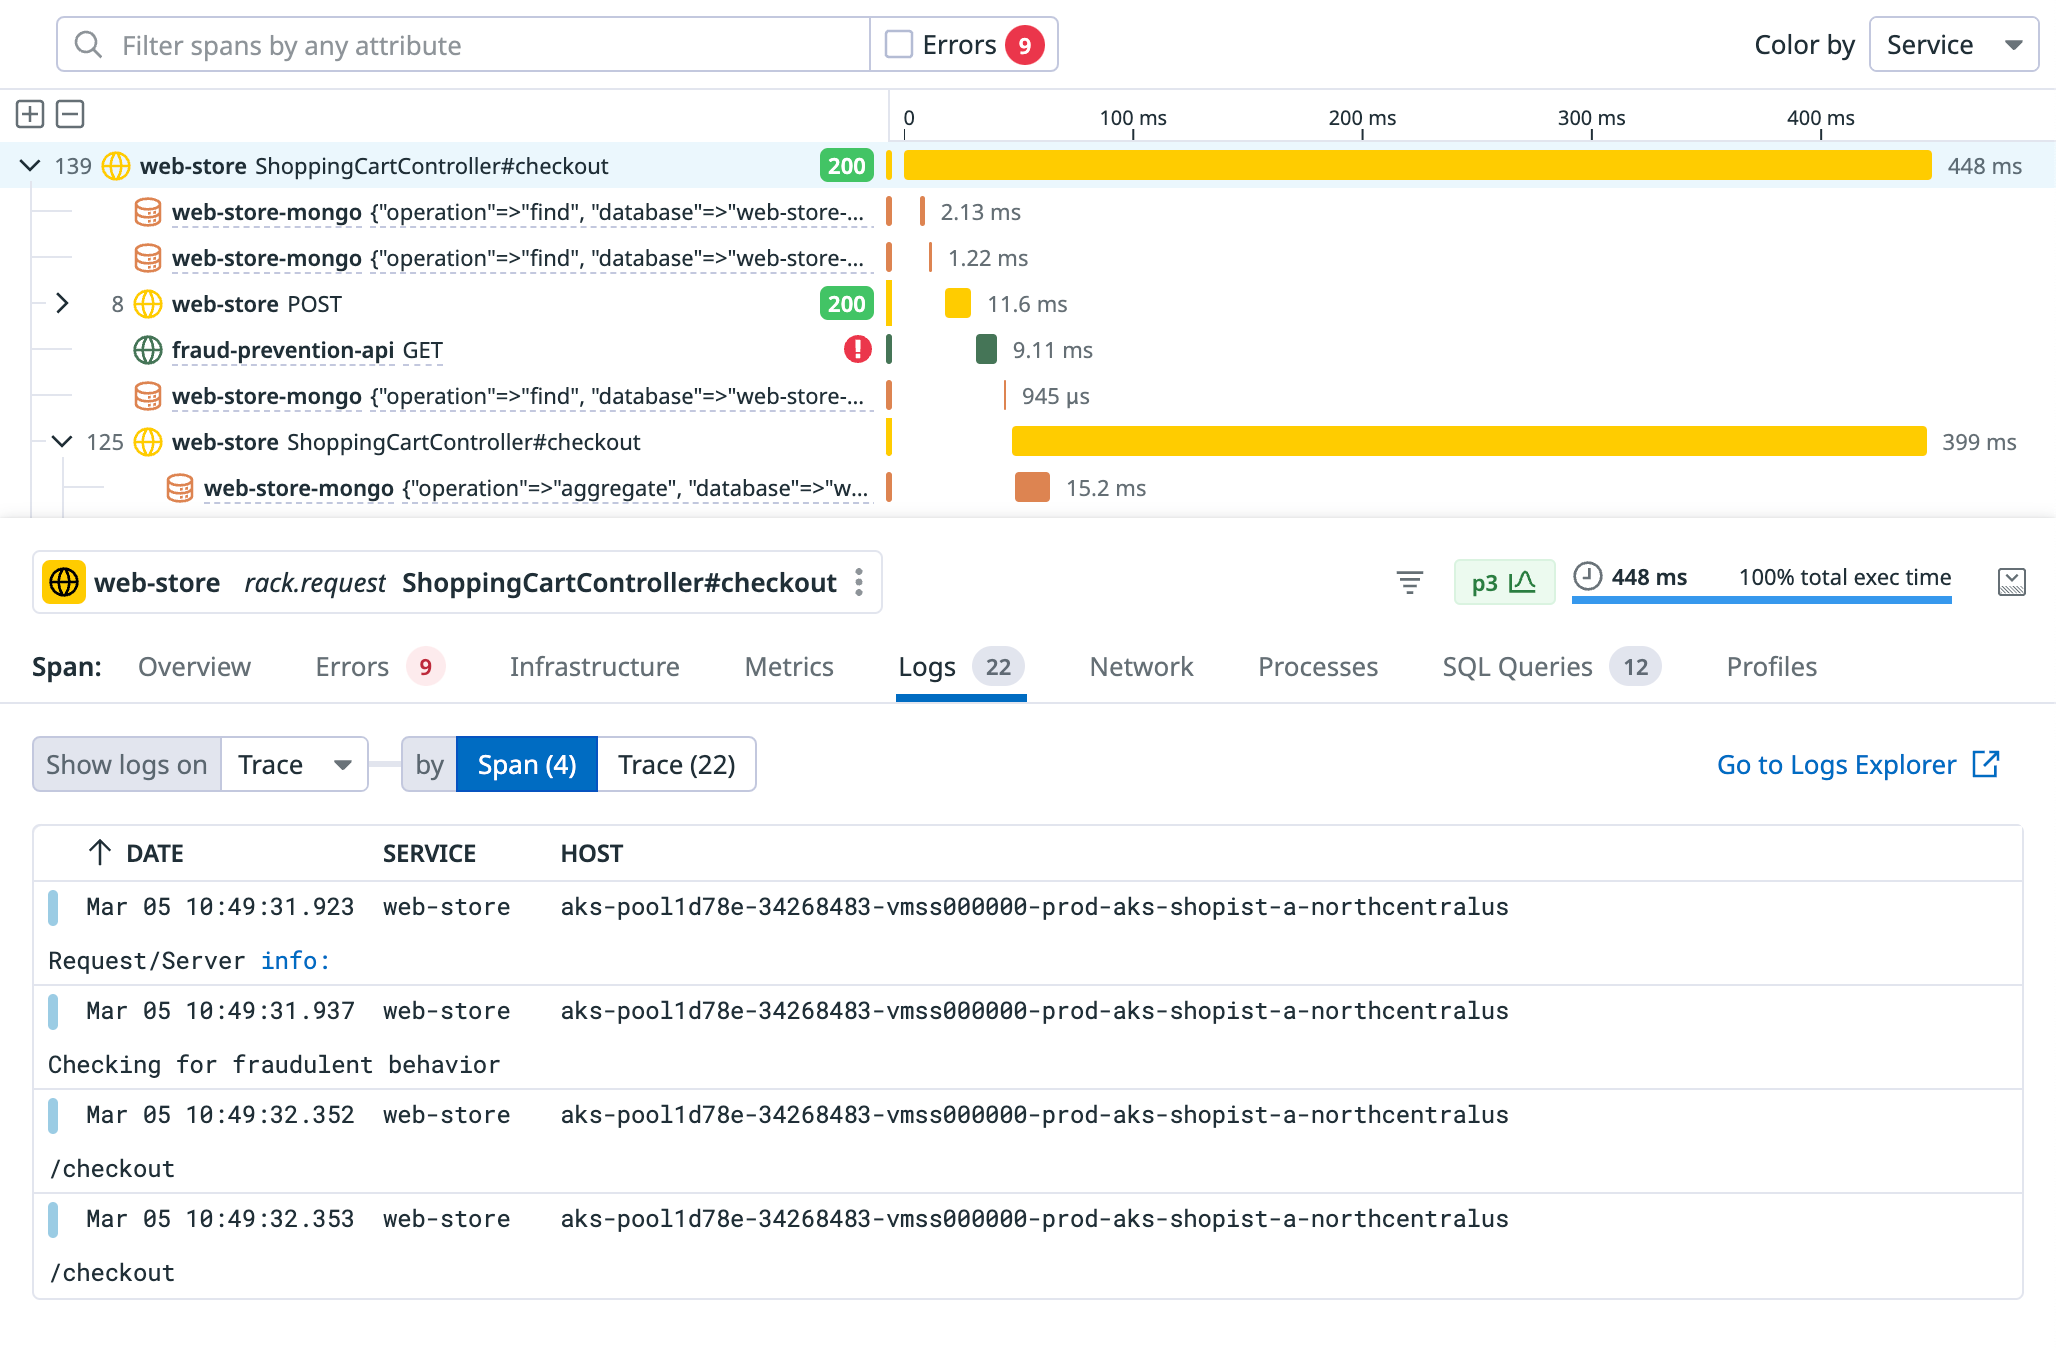 Filter spans by any attribute Errors 9 Color by Service
0 100 ms 200 ms 300 ms 400 ms
139 web-store ShoppingCartController#checkout 200 448 ms
web-store-mongo {"operation"=>"find", "database"=>"web-store-... 2.13 ms
web-store-mongo {"operation"=>"find", "database"=>"web-store-... 1.22 ms
8 web-store POST 200 11.6 ms
fraud-prevention-api GET ! 9.11 ms
web-store-mongo {"operation"=>"find", "database"=>"web-store-... 945 µs
125 web-store ShoppingCartController#checkout 399 ms
web-store-mongo {"operation"=>"aggregate", "database"=>"w... 15.2 ms
web-store rack.request ShoppingCartController#checkout p3 448 ms 100% total exec time
Span: Overview Errors 9 Infrastructure Metrics Logs 22 Network Processes SQL Queries 12 Profiles
Show logs on Trace by Span (4) Trace (22) Go to Logs Explorer
DATE SERVICE HOST
Mar 05 10:49:31.923 web-store aks-pool1d78e-34268483-vmss000000-prod-aks-shopist-a-northcentralus
Request/Server info:
Mar 05 10:49:31.937 web-store aks-pool1d78e-34268483-vmss000000-prod-aks-shopist-a-northcentralus
Checking for fraudulent behavior
Mar 05 10:49:32.352 web-store aks-pool1d78e-34268483-vmss000000-prod-aks-shopist-a-northcentralus
/checkout
Mar 05 10:49:32.353 web-store aks-pool1d78e-34268483-vmss000000-prod-aks-shopist-a-northcentralus
/checkout